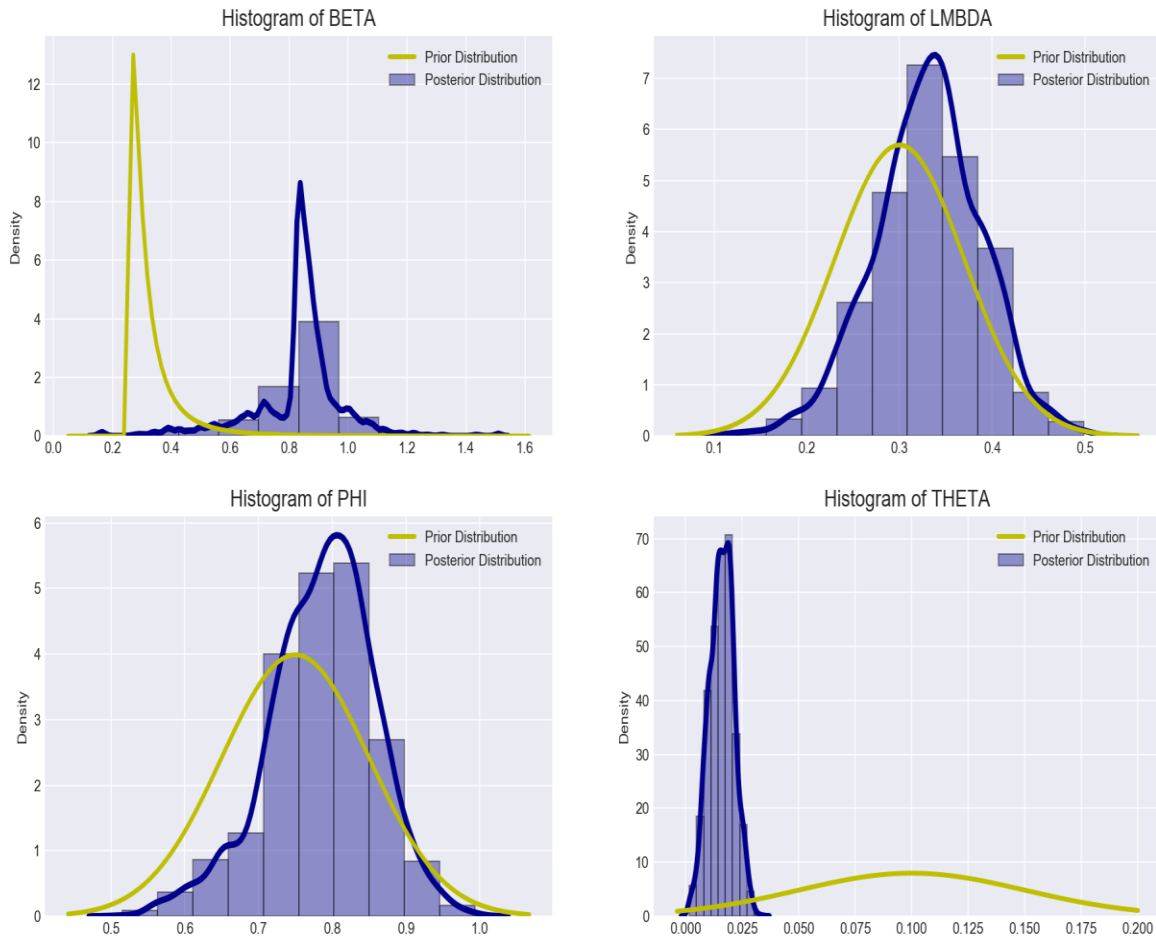 Histogram of BETA
Prior Distribution
Posterior Distribution
Density
12
10
8
6
4
2
0
0.0 0.2 0.4 0.6 0.8 1.0 1.2 1.4 1.6
Histogram of LMBDA
Prior Distribution
Posterior Distribution
Density
7
6
5
4
3
2
1
0
0.1 0.2 0.3 0.4 0.5
Histogram of PHI
Prior Distribution
Posterior Distribution
Density
6
5
4
3
2
1
0
0.5 0.6 0.7 0.8 0.9 1.0
Histogram of THETA
Prior Distribution
Posterior Distribution
Density
70
60
50
40
30
20
10
0
0.000 0.025 0.050 0.075 0.100 0.125 0.150 0.175 0.200